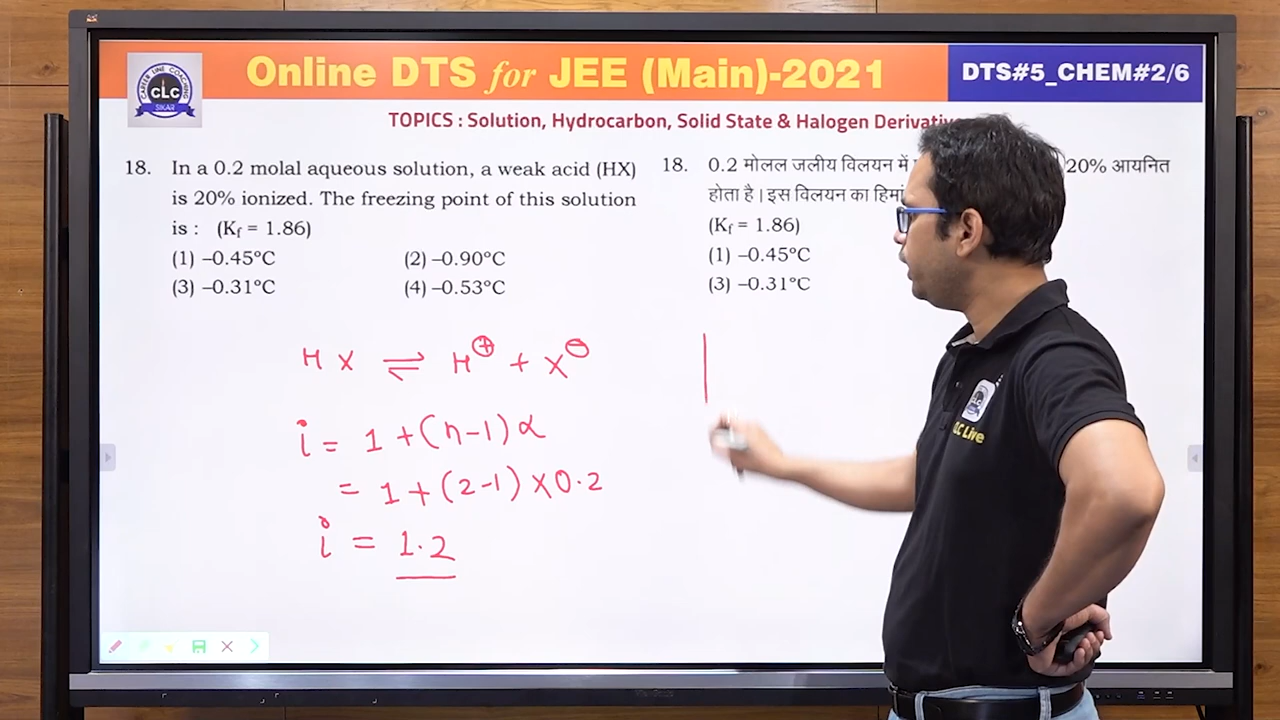 Online DTS for JEE (Main)-2021
DTS#5_CHEM#2/6
CAREER LINE COACHING
CLC
SIKAR
TOPICS : Solution, Hydrocarbon, Solid State & Halogen
18. In a 0.2 molal aqueous solution, a weak acid (HX)
is 20% ionized. The freezing point of this solution
is : (Kf = 1.86)
(1) –0.45°C (2) –0.90°C
(3) –0.31°C (4) –0.53°C
18. 0.2 मोलल जलीय विलयन में 20% आयनित
होता है। इस विलयन का
(Kf = 1.86)
(1) –0.45°C
(3) –0.31°C
HX ⇌ H⊕ + X⊖
i = 1 + (n-1) α
= 1 + (2-1) × 0.2
i = 1.2
CLC
CLC Live